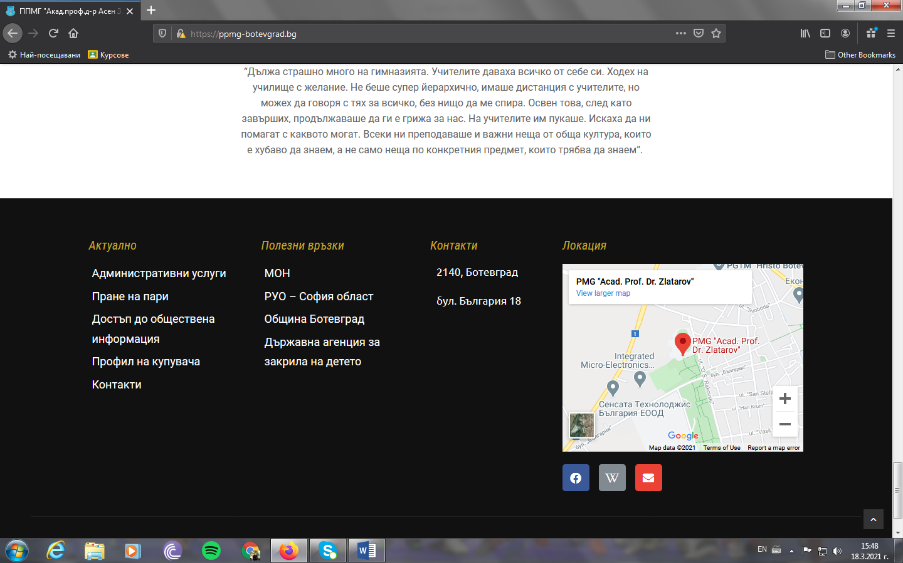 ППМГ "Акад.проф.д-р Асен З
https://ppmg-botevgrad.bg
Най-посещавани
Курсове
Other Bookmarks
"Дължа страшно много на гимназията. Учителите даваха всичко от себе си. Ходех на
училище с желание. Не беше супер йерархично, имаше дистанция с учителите, но
можех да говоря с тях за всичко, без нищо да ме спира. Освен това, след като
завърших, продължаваше да ги е грижа за нас. На учителите им пукаше. Искаха да ни
помагат с каквото могат. Всеки ни преподаваше и важни неща от обща култура, които
е хубаво да знаем, а не само неща по конкретния предмет, които трябва да знаем".
Актуално
Административни услуги
Пране на пари
Достъп до обществена
информация
Профил на купувача
Контакти
Полезни връзки
МОН
РУО – София област
Община Ботевград
Държавна агенция за
закрила на детето
Контакти
2140, Ботевград
бул. България 18
Локация
PMG "Acad. Prof. Dr. Zlatarov"
View larger map
PGTM "Hristo Botev
Екон
PMG "Acad. Prof.
Dr. Zlatarov"
Integrated
Micro-Electronics...
Сенсата Технолоджис
България ЕООД
Google
Map data ©2021
Terms of Use
Report a map error
EN
15:48
18.3.2021 г.